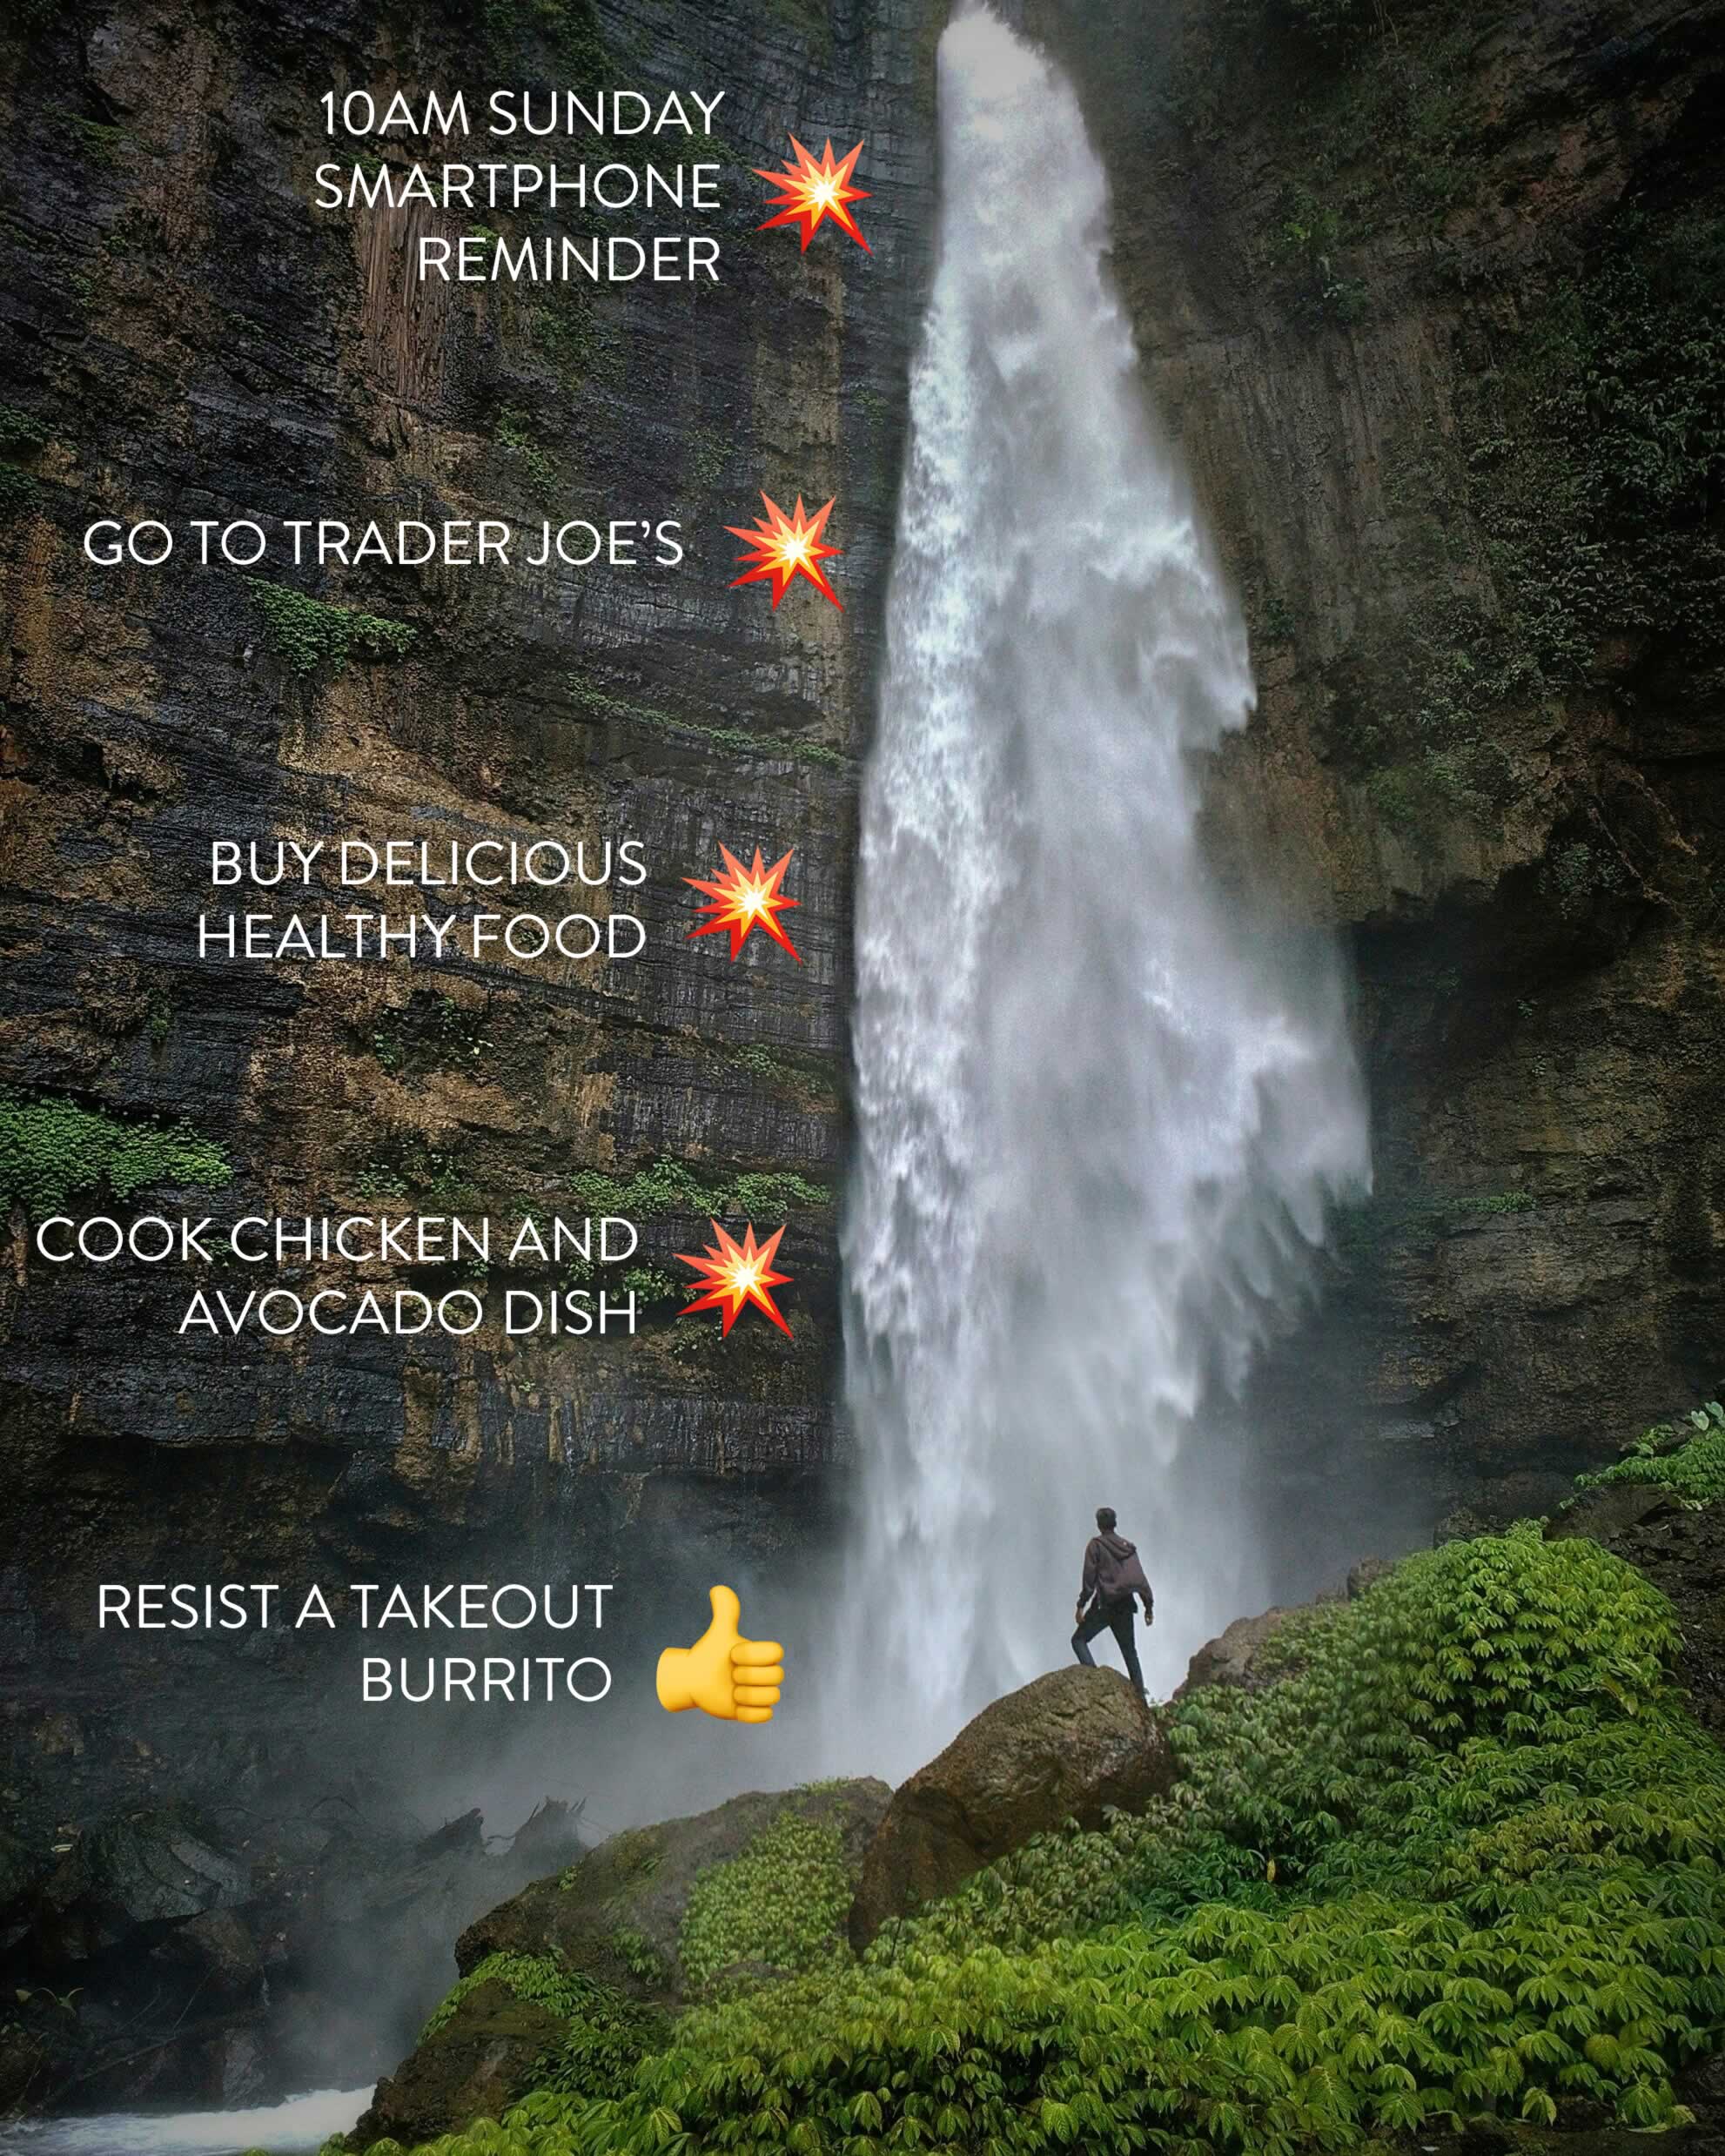 10AM SUNDAY
SMARTPHONE
REMINDER
GO TO TRADER JOE'S
BUY DELICIOUS
HEALTHY FOOD
COOK CHICKEN AND
AVOCADO DISH
RESIST A TAKEOUT
BURRITO